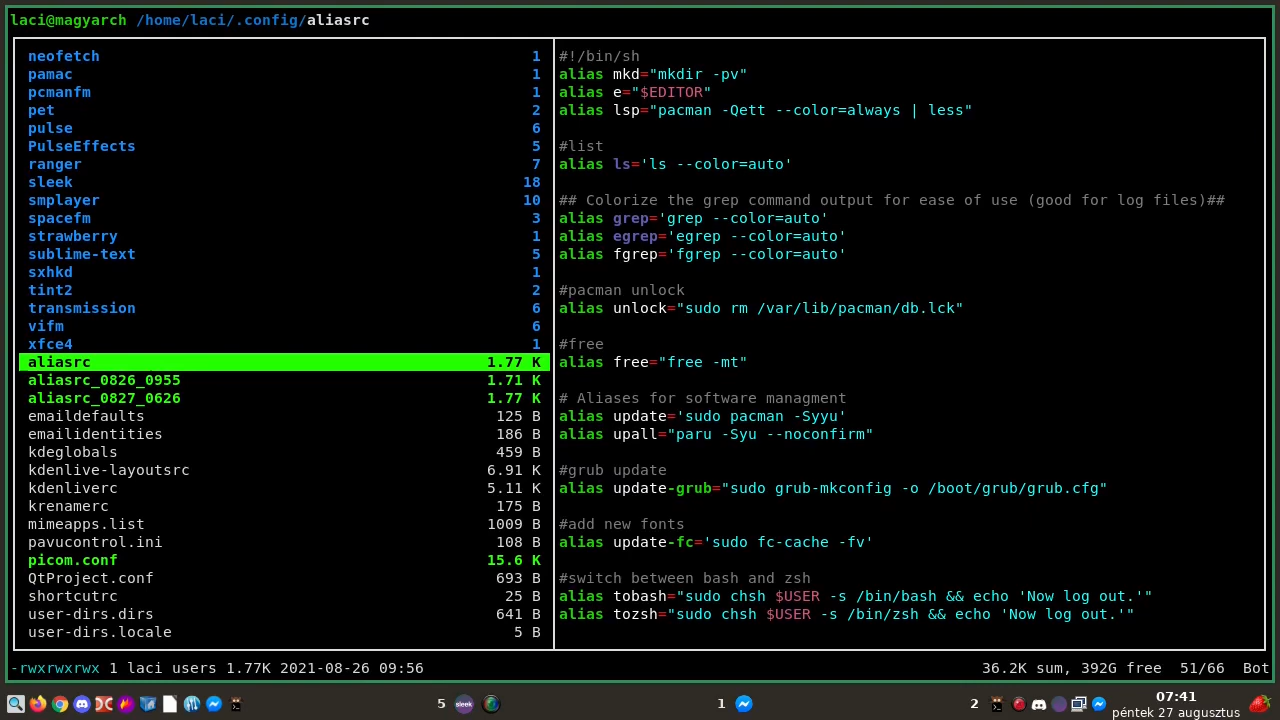 laci@magyarch /home/laci/.config/aliasrc
neofetch 1
pamac 1
pcmanfm 1
pet 2
pulse 6
PulseEffects 5
ranger 7
sleek 18
smplayer 10
spacefm 3
strawberry 1
sublime-text 5
sxhkd 1
tint2 2
transmission 6
vifm 6
xfce4 1
aliasrc 1.77 K
aliasrc_0826_0955 1.71 K
aliasrc_0827_0626 1.77 K
emaildefaults 125 B
emailidentities 186 B
kdeglobals 459 B
kdenlive-layoutsrc 6.91 K
kdenliverc 5.11 K
krenamerc 175 B
mimeapps.list 1009 B
pavucontrol.ini 108 B
picom.conf 15.6 K
QtProject.conf 693 B
shortcutrc 25 B
user-dirs.dirs 641 B
user-dirs.locale 5 B
#!/bin/sh
alias mkd="mkdir -pv"
alias e="$EDITOR"
alias lsp="pacman -Qett --color=always | less"
#list
alias ls='ls --color=auto'
## Colorize the grep command output for ease of use (good for log files)##
alias grep='grep --color=auto'
alias egrep='egrep --color=auto'
alias fgrep='fgrep --color=auto'
#pacman unlock
alias unlock="sudo rm /var/lib/pacman/db.lck"
#free
alias free="free -mt"
# Aliases for software managment
alias update='sudo pacman -Syyu'
alias upall="paru -Syu --noconfirm"
#grub update
alias update-grub="sudo grub-mkconfig -o /boot/grub/grub.cfg"
#add new fonts
alias update-fc='sudo fc-cache -fv'
#switch between bash and zsh
alias tobash="sudo chsh $USER -s /bin/bash && echo 'Now log out.'"
alias tozsh="sudo chsh $USER -s /bin/zsh && echo 'Now log out.'"
-rwxrwxrwx 1 laci users 1.77K 2021-08-26 09:56 36.2K sum, 392G free 51/66 Bot
5 sleek 1 2 07:41
péntek 27 augusztus